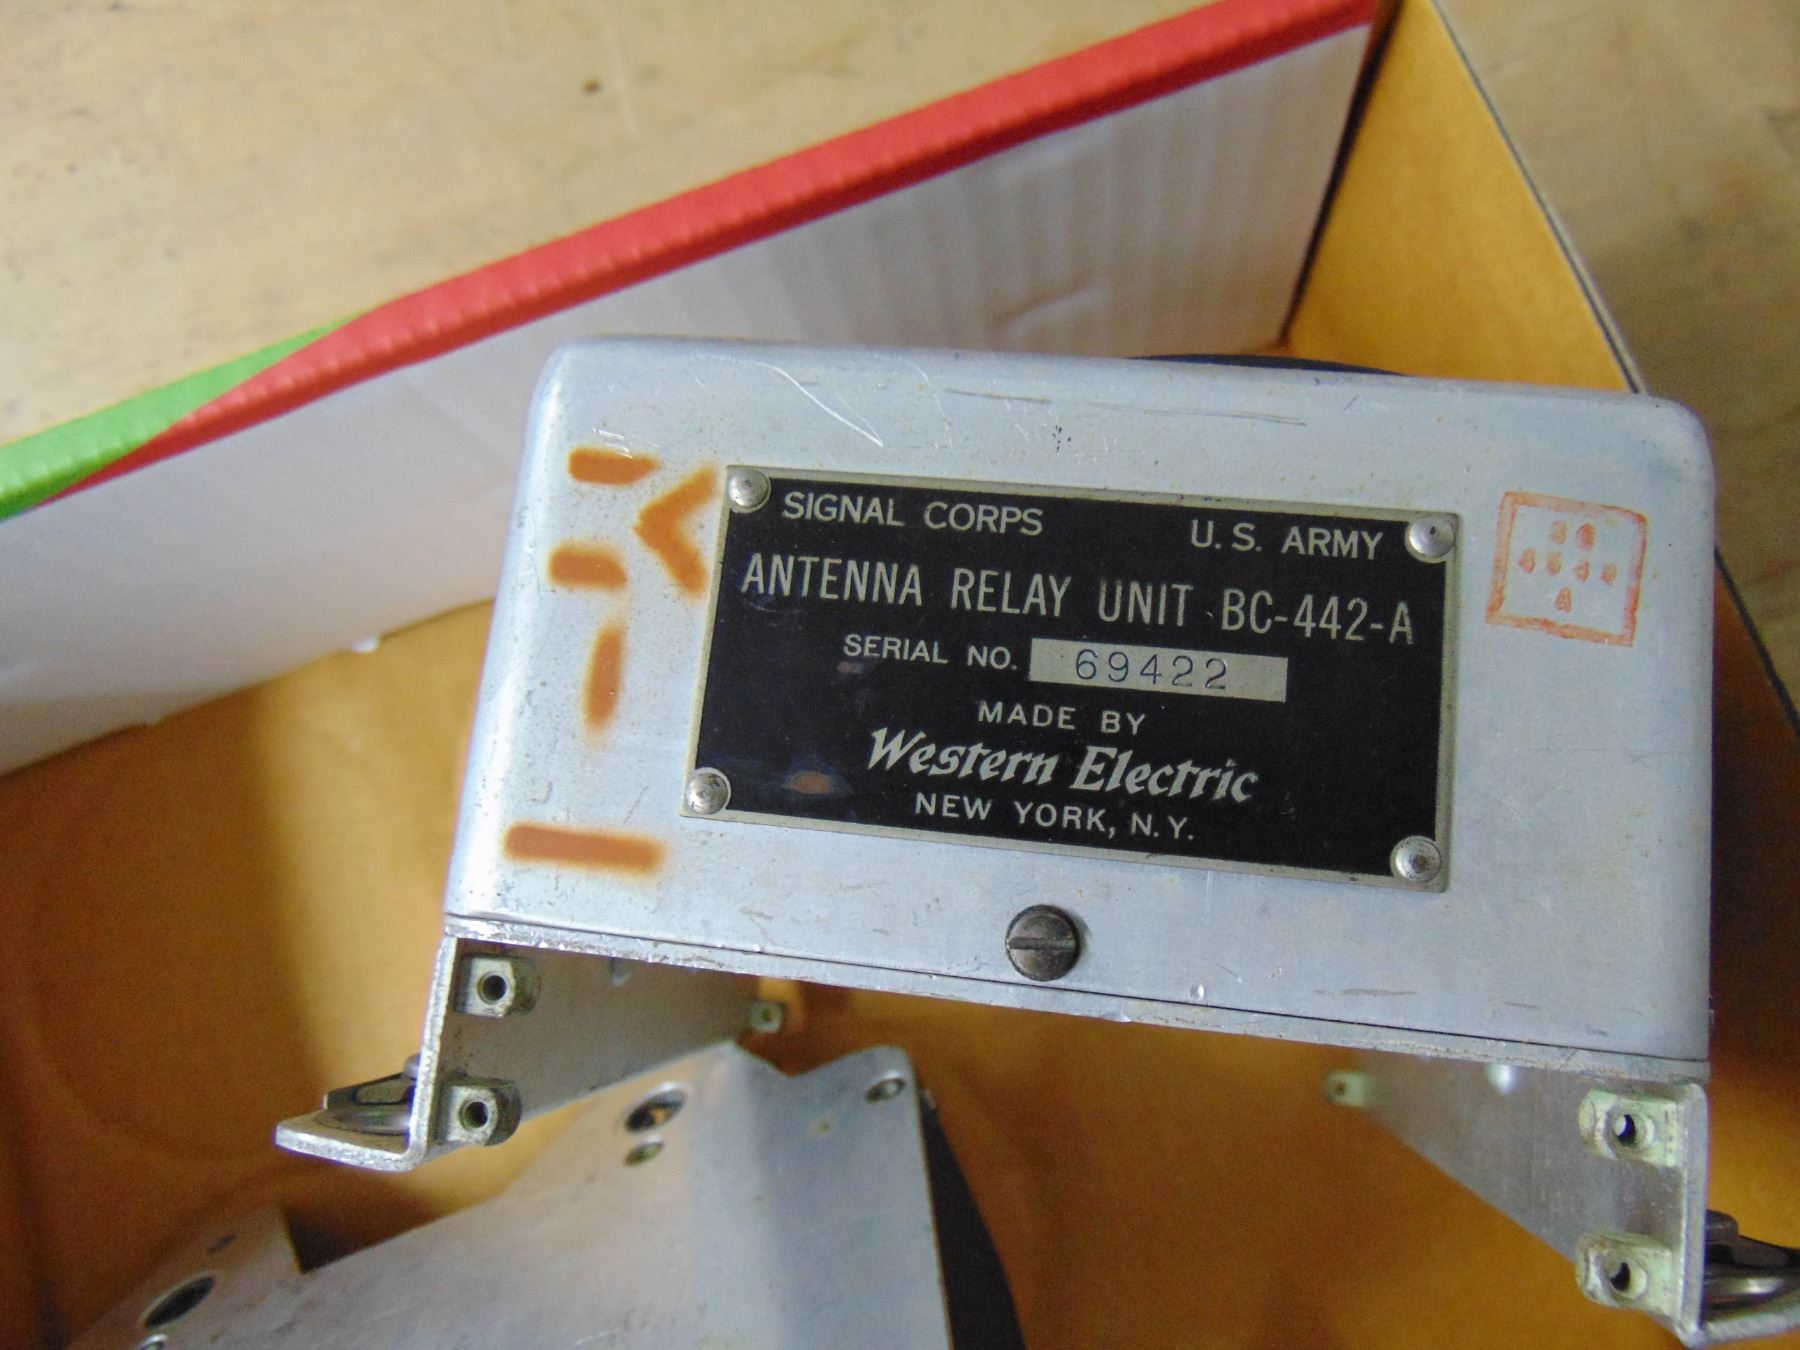 SIGNAL CORPS U.S. ARMY
ANTENNA RELAY UNIT BC-442-A
SERIAL NO. 69422
MADE BY
Western Electric
NEW YORK, N.Y.
A